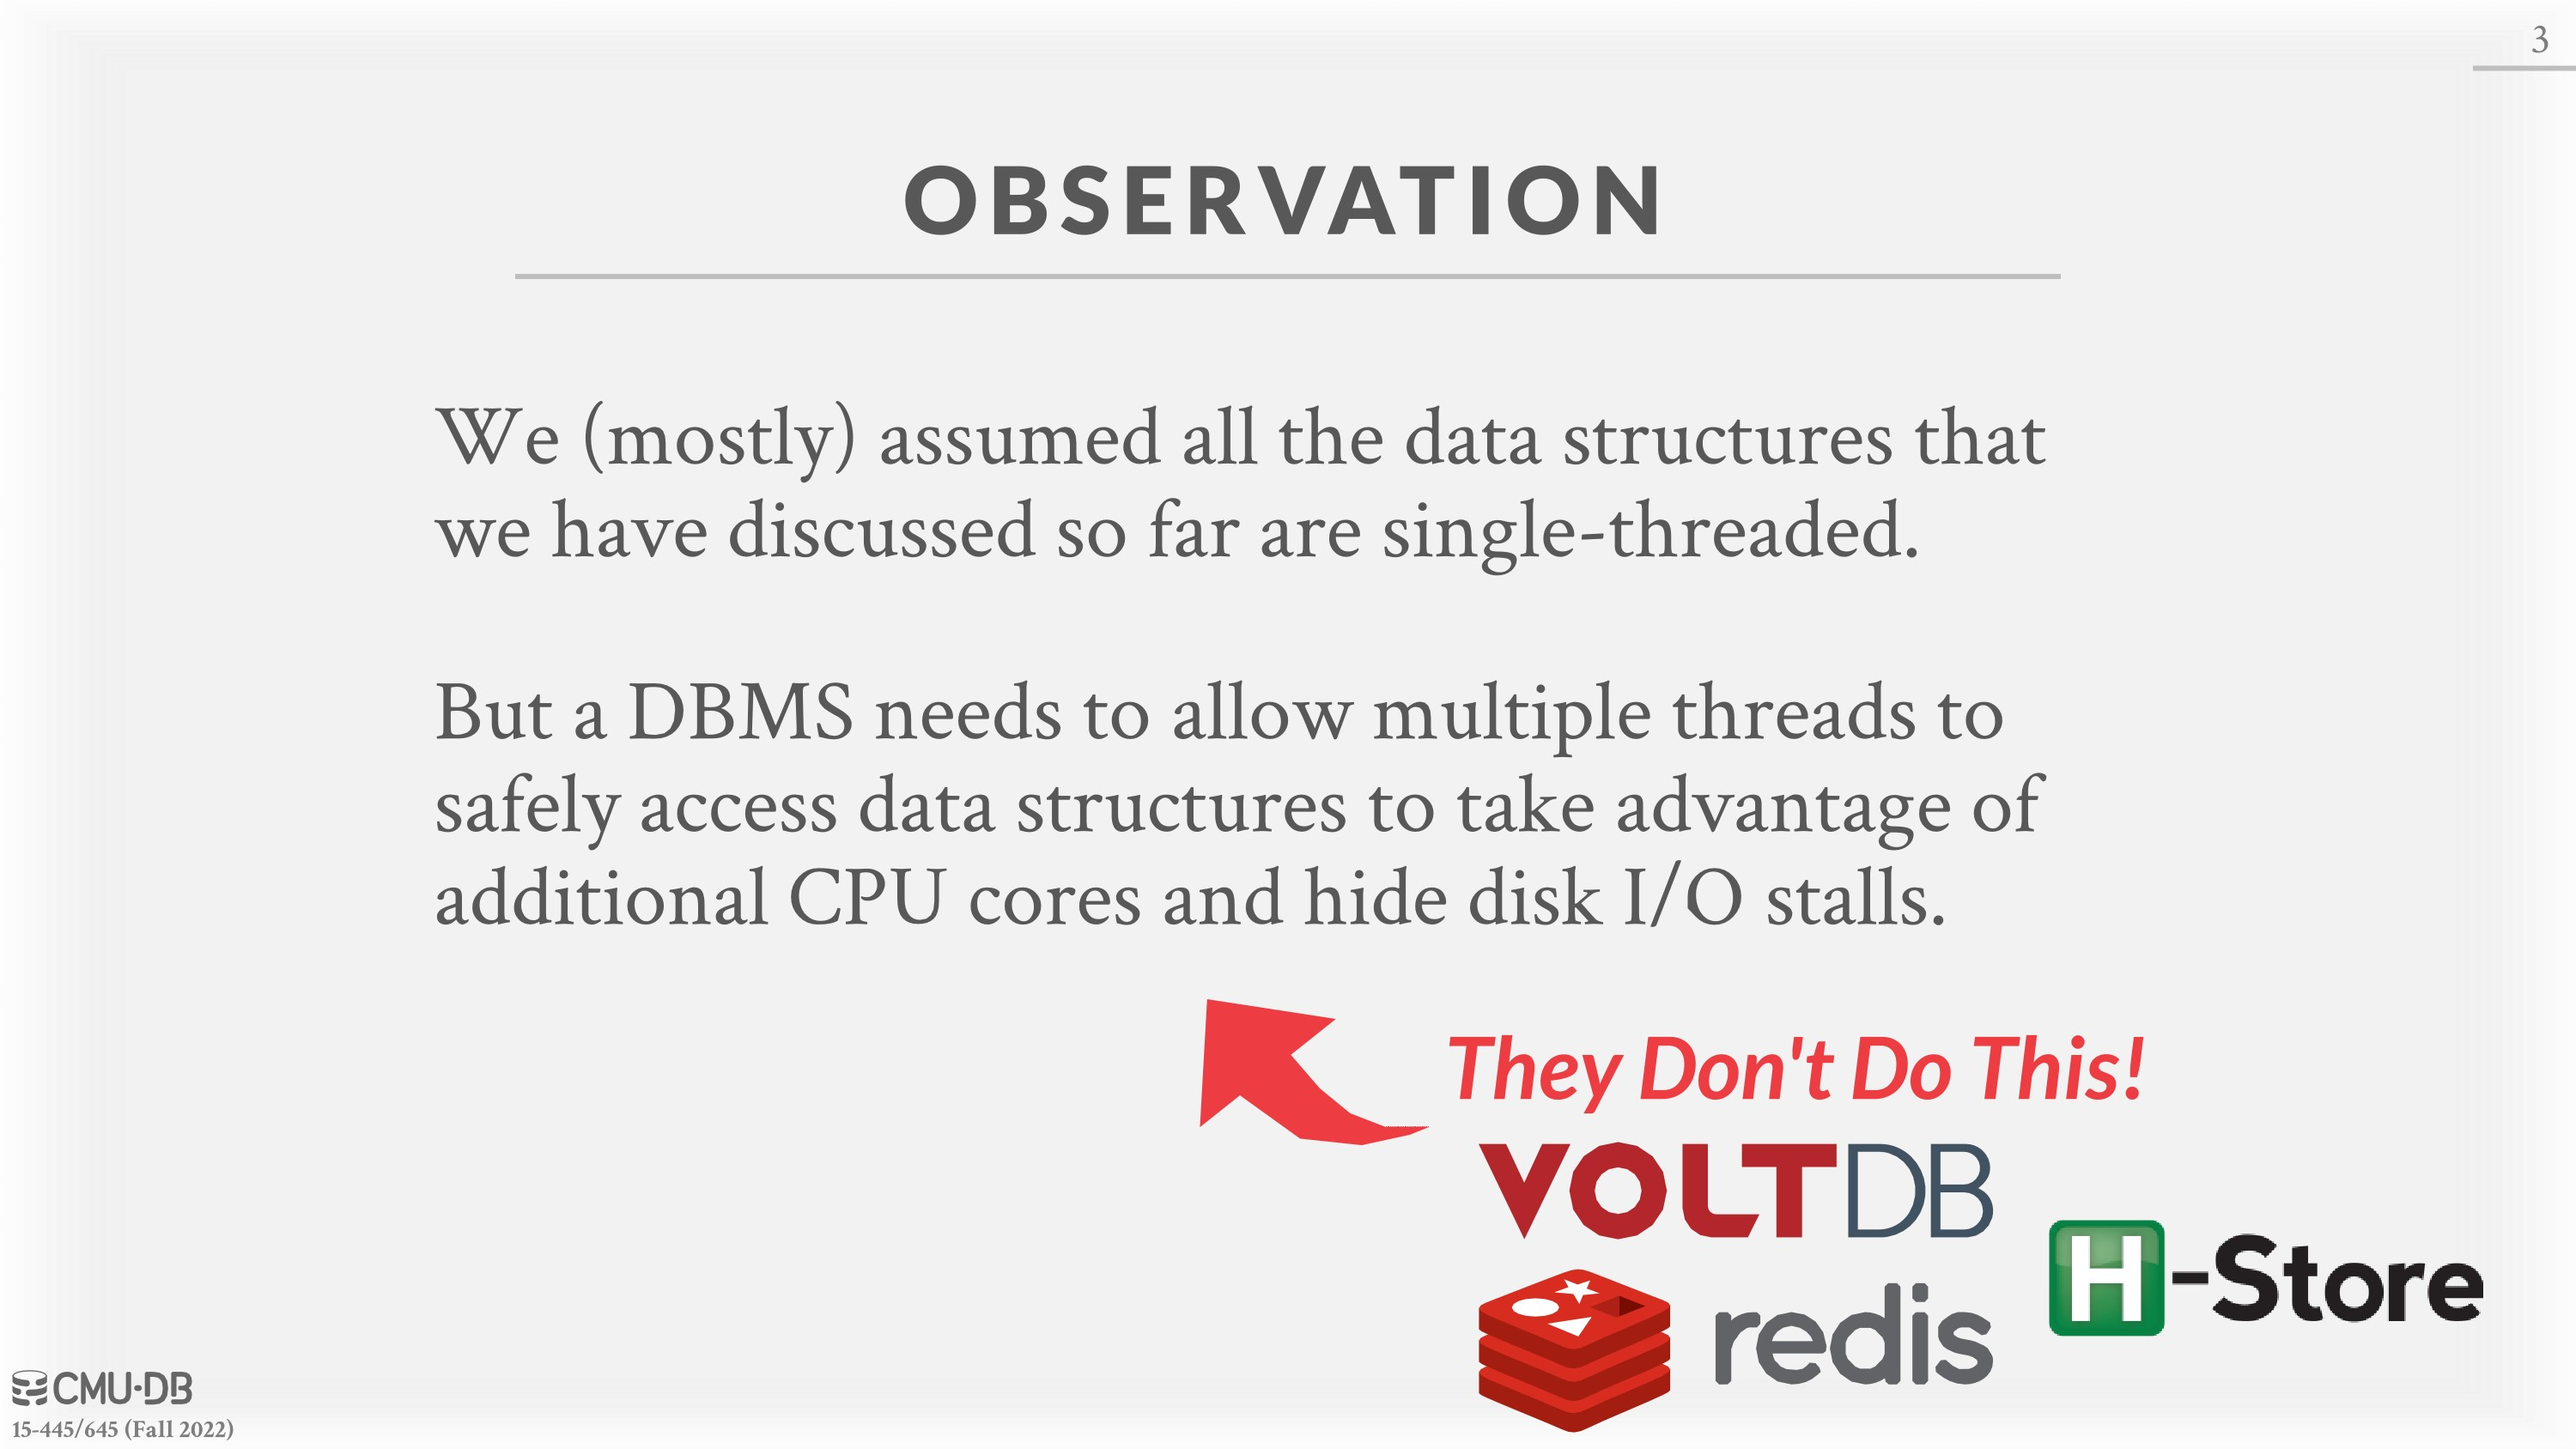 3
OBSERVATION
We (mostly) assumed all the data structures that
we have discussed so far are single-threaded.
But a DBMS needs to allow multiple threads to
safely access data structures to take advantage of
additional CPU cores and hide disk I/O stalls.
They Don't Do This!
VOLTDB
H-Store
redis
CMU·DB
15-445/645 (Fall 2022)